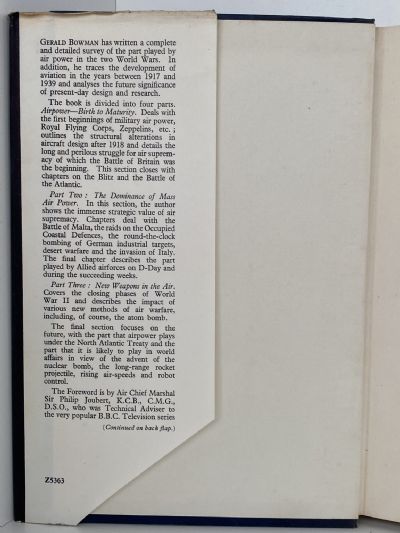 GERALD BOWMAN has written a complete
and detailed survey of the part played by
air power in the two World Wars. In
addition, he traces the development of
aviation in the years between 1917 and
1939 and analyses the future significance
of present-day design and research.
The book is divided into four parts.
Airpower—Birth to Maturity. Deals with
the first beginnings of military air power,
Royal Flying Corps, Zeppelins, etc. ;
outlines the structural alterations in
aircraft design after 1918 and details the
long and perilous struggle for air suprem-
acy of which the Battle of Britain was
the beginning. This section closes with
chapters on the Blitz and the Battle of
the Atlantic.
Part Two : The Dominance of Mass
Air Power. In this section, the author
shows the immense strategic value of air
supremacy. Chapters deal with the
Battle of Malta, the raids on the Occupied
Coastal Defences, the round-the-clock
bombing of German industrial targets,
desert warfare and the invasion of Italy.
The final chapter describes the part
played by Allied airforces on D-Day and
during the succeeding weeks.
Part Three : New Weapons in the Air.
Covers the closing phases of World
War II and describes the impact of
various new methods of air warfare,
including, of course, the atom bomb.
The final section focuses on the
future, with the part that airpower plays
under the North Atlantic Treaty and the
part that it is likely to play in world
affairs in view of the advent of the
nuclear bomb, the long-range rocket
projectile, rising air-speeds and robot
control.
The Foreword is by Air Chief Marshal
Sir Philip Joubert, K.C.B., C.M.G.,
D.S.O., who was Technical Adviser to
the very popular B.B.C. Television series
(Continued on back flap.)
Z5363